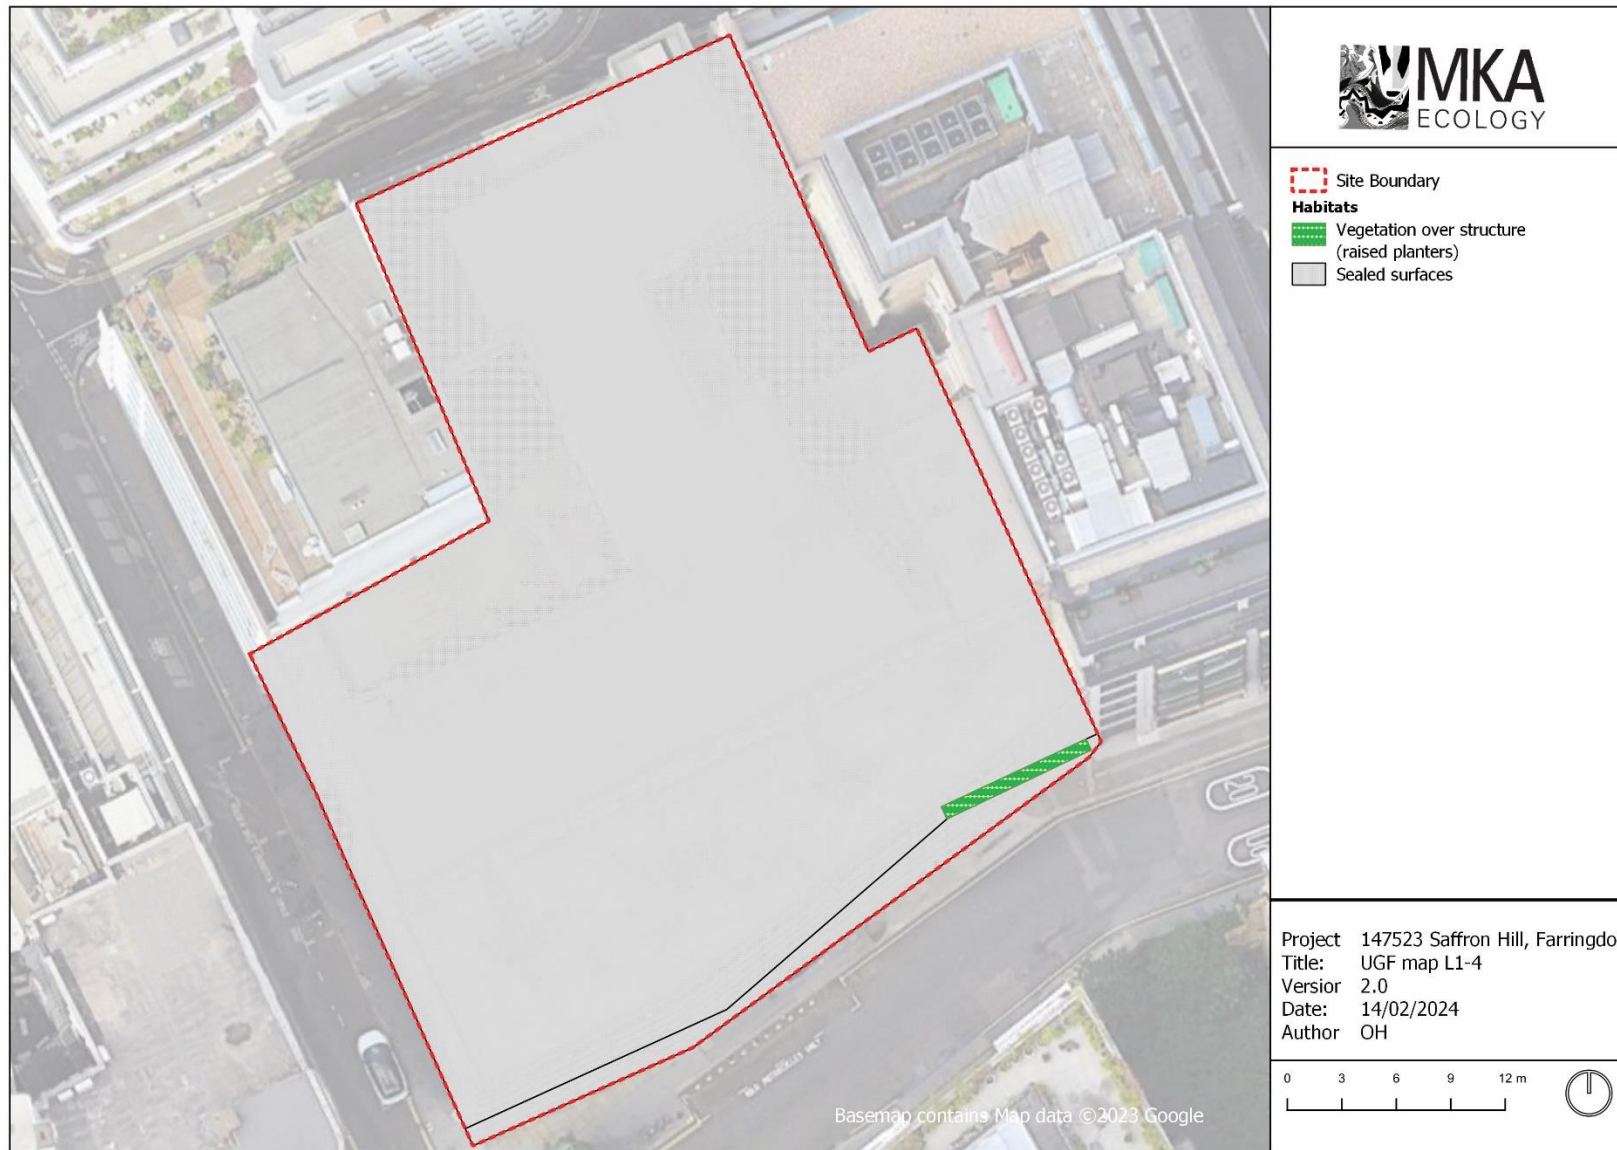 MKA
ECOLOGY
Site Boundary
Habitats
Vegetation over structure
(raised planters)
Sealed surfaces
Project 147523 Saffron Hill, Farringdo
Title: UGF map L1-4
Versior 2.0
Date: 14/02/2024
Author OH
0 3 6 9 12 m
Basemap contains Map data ©2023 Google